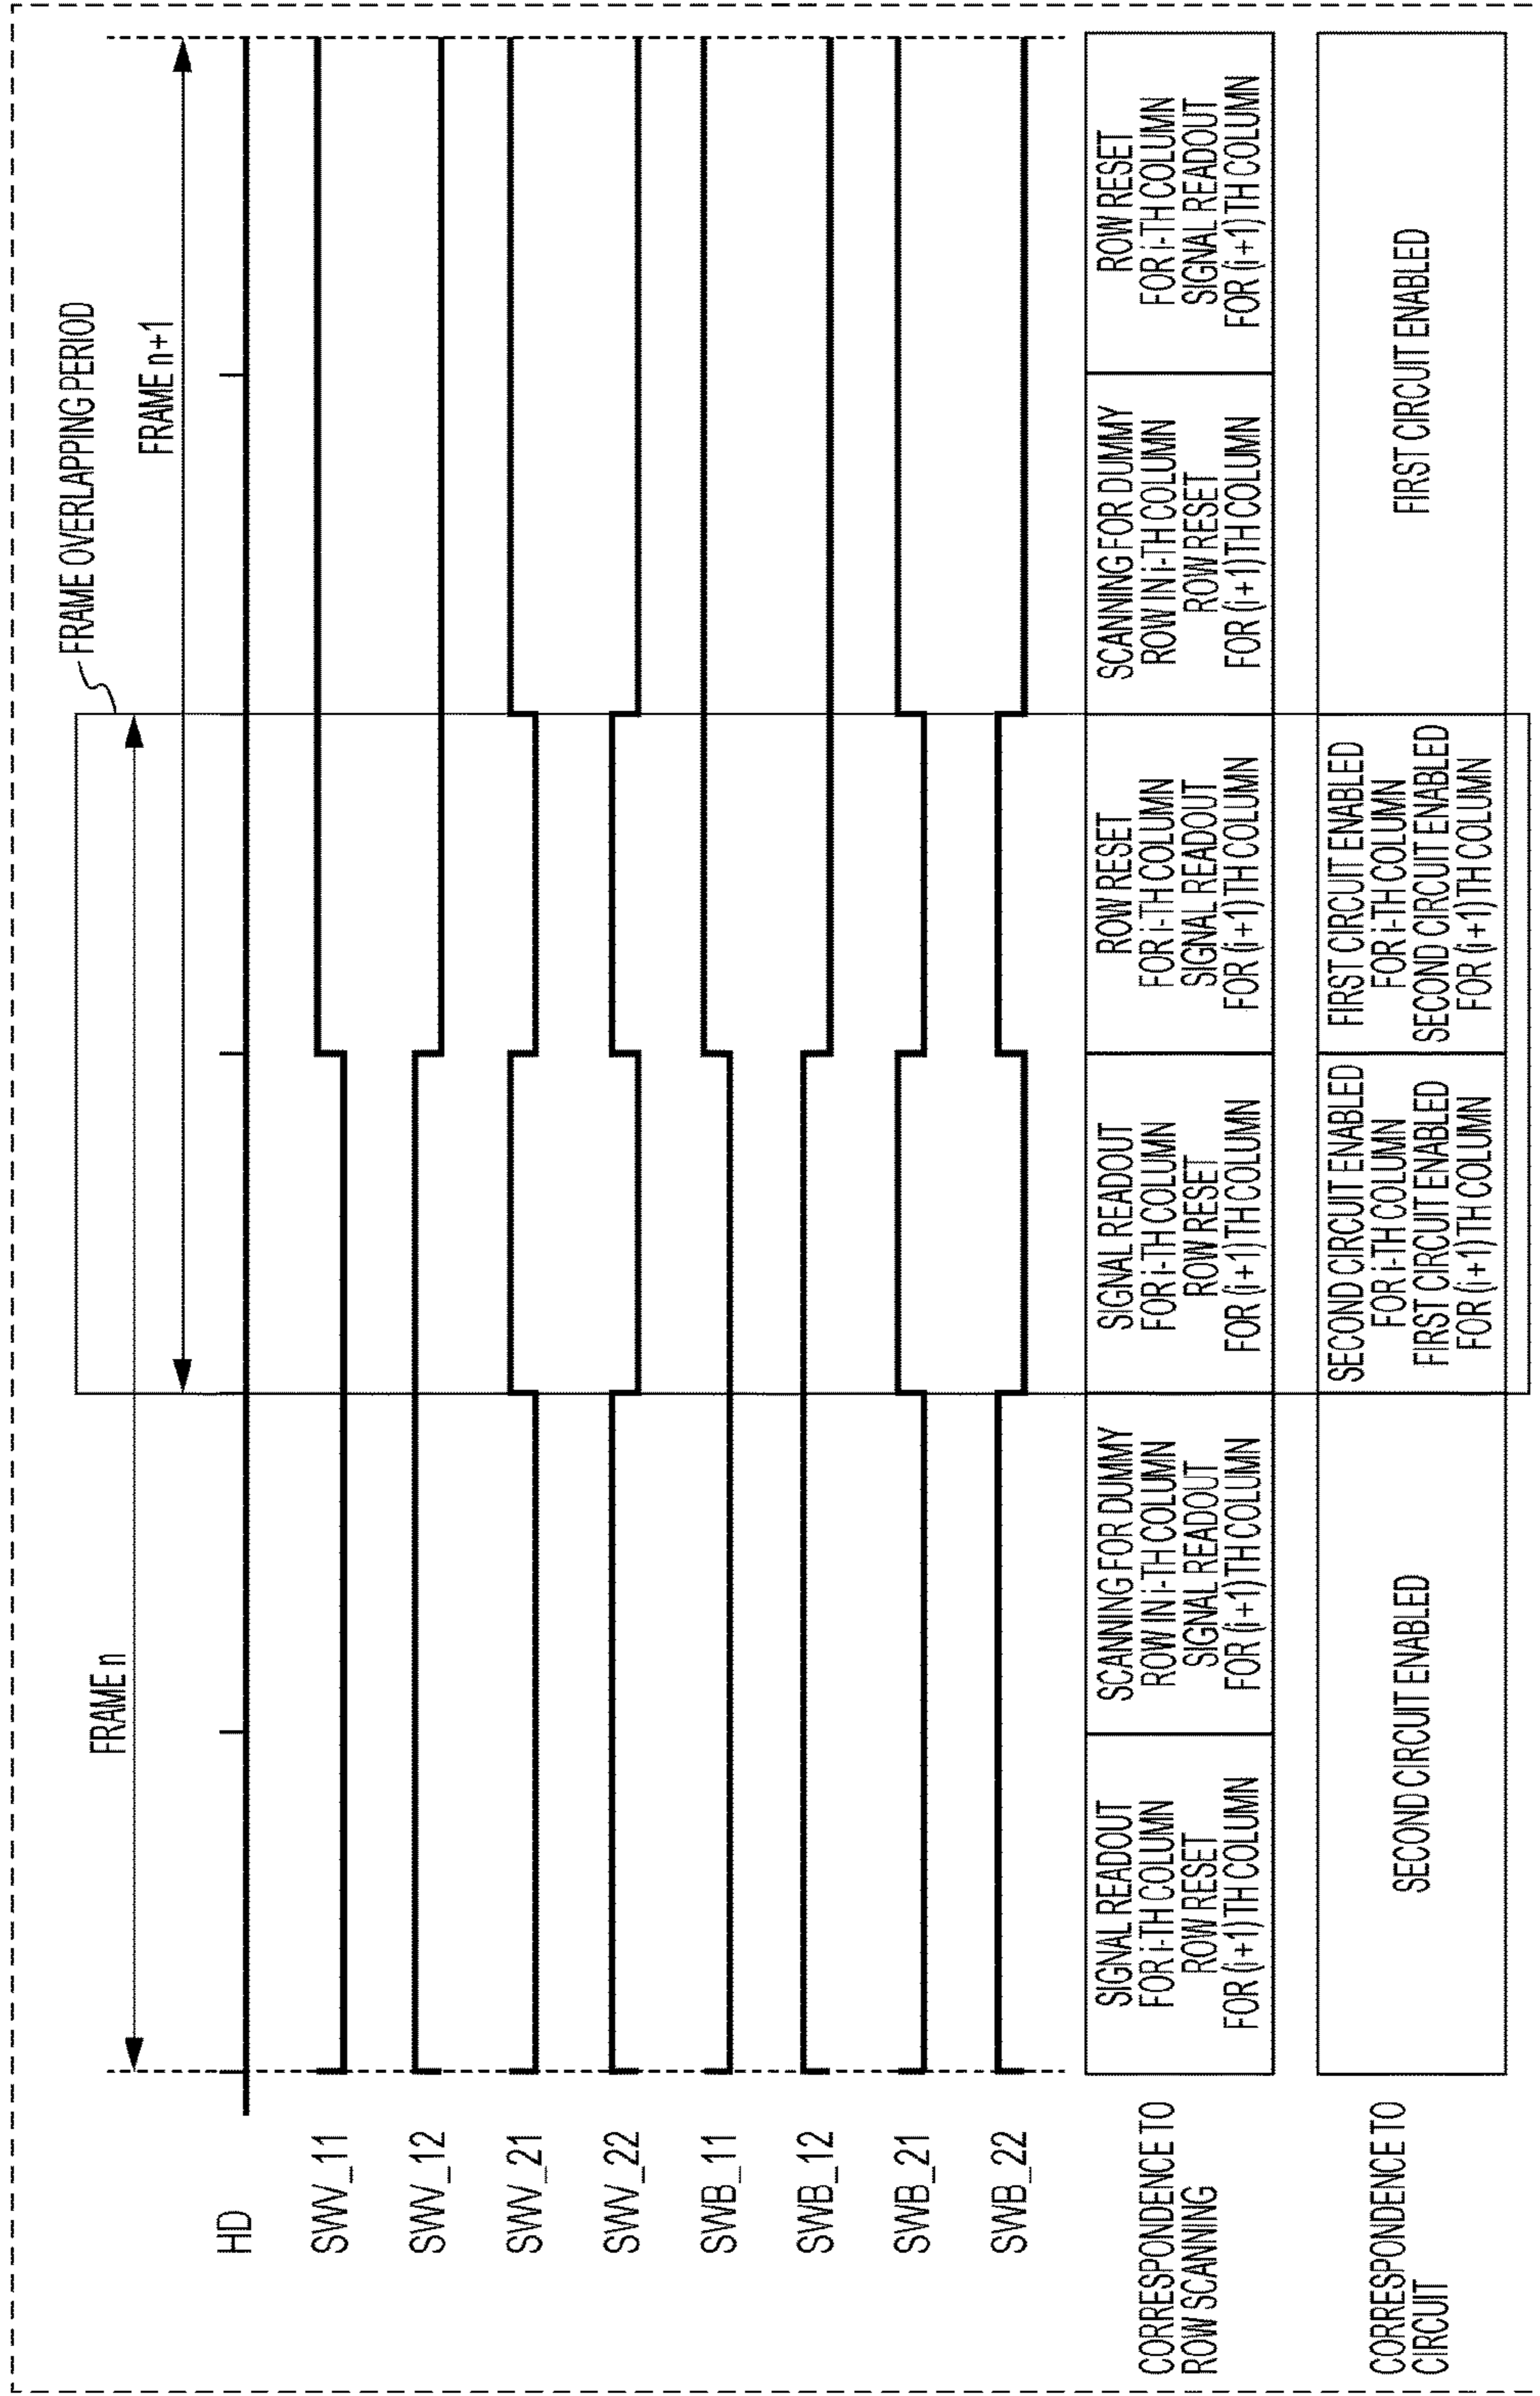 FRAME OVERLAPPING PERIOD
FRAME n
FRAME n+1
HD
SWV_11
SWV_12
SWV_21
SWV_22
SWB_11
SWB_12
SWB_21
SWB_22
CORRESPONDENCE TO
ROW SCANNING
SIGNAL READOUT
FOR i-TH COLUMN
ROW RESET
FOR (i+1)TH COLUMN
SCANNING FOR DUMMY
ROW IN i-TH COLUMN
SIGNAL READOUT
FOR (i+1)TH COLUMN
SIGNAL READOUT
FOR i-TH COLUMN
ROW RESET
FOR (i+1)TH COLUMN
ROW RESET
FOR i-TH COLUMN
SIGNAL READOUT
FOR (i+1)TH COLUMN
SCANNING FOR DUMMY
ROW IN i-TH COLUMN
ROW RESET
FOR (i+1)TH COLUMN
ROW RESET
FOR i-TH COLUMN
SIGNAL READOUT
FOR (i+1)TH COLUMN
CORRESPONDENCE TO
CIRCUIT
SECOND CIRCUIT ENABLED
SECOND CIRCUIT ENABLED
FOR i-TH COLUMN
FIRST CIRCUIT ENABLED
FOR (i+1)TH COLUMN
FIRST CIRCUIT ENABLED
FOR i-TH COLUMN
SECOND CIRCUIT ENABLED
FOR (i+1)TH COLUMN
FIRST CIRCUIT ENABLED